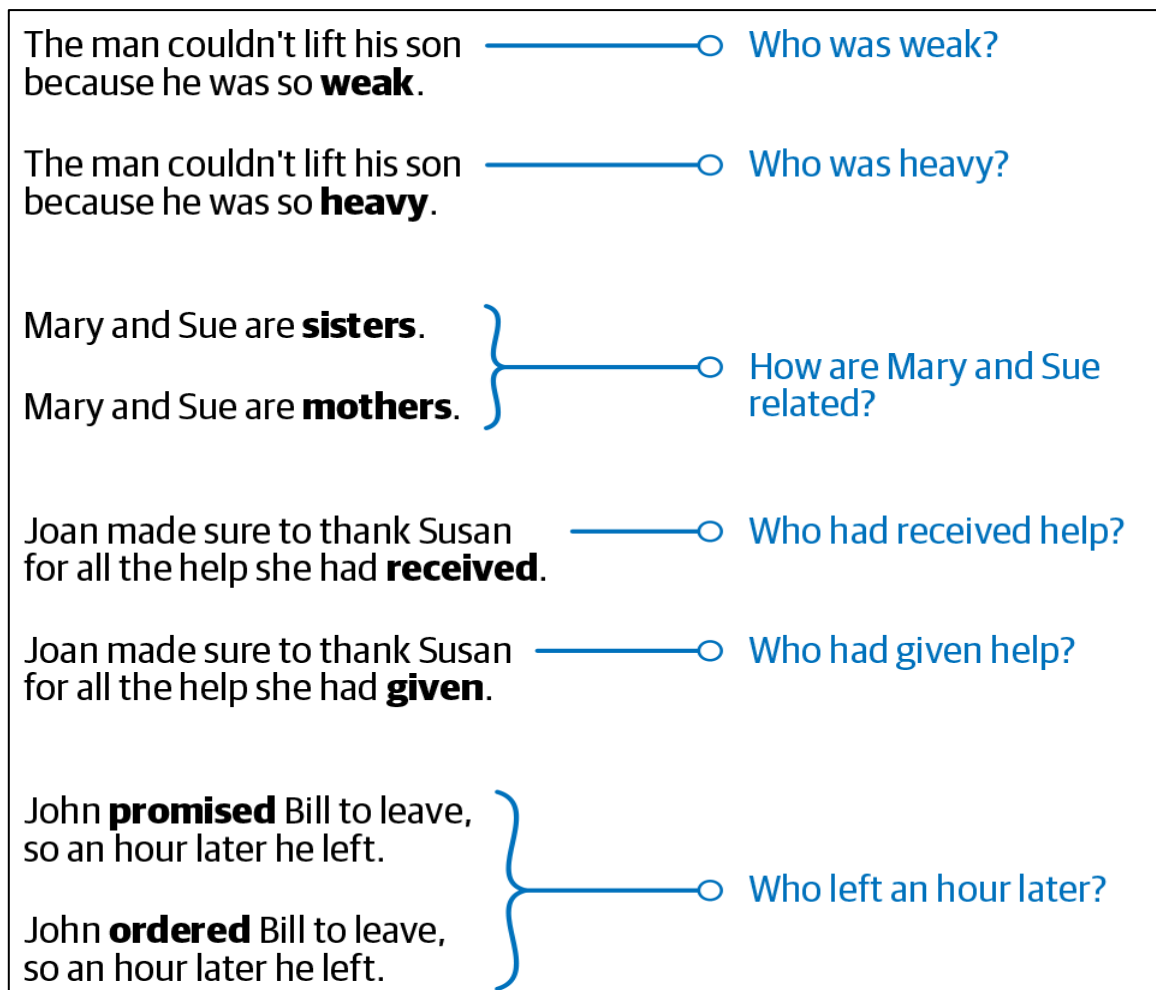 The man couldn't lift his son
because he was so weak.
Who was weak?
The man couldn't lift his son
because he was so heavy.
Who was heavy?
Mary and Sue are sisters.
Mary and Sue are mothers.
How are Mary and Sue
related?
Joan made sure to thank Susan
for all the help she had received.
Who had received help?
Joan made sure to thank Susan
for all the help she had given.
Who had given help?
John promised Bill to leave,
so an hour later he left.
John ordered Bill to leave,
so an hour later he left.
Who left an hour later?